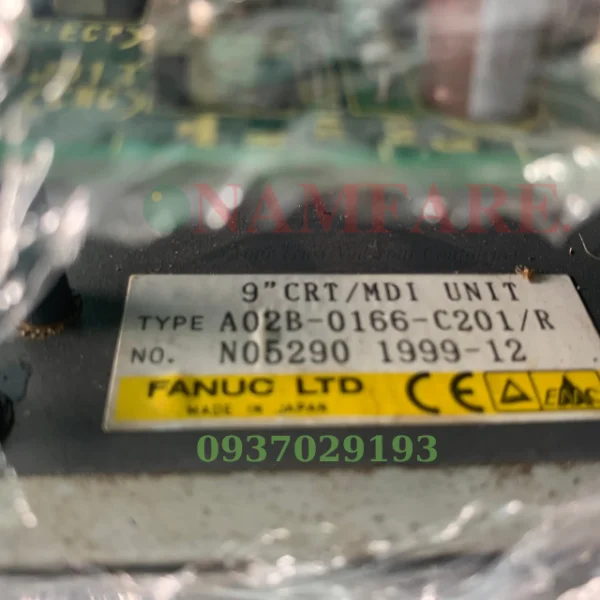 NAMFARE.
9"CRT/MDI UNIT
TYPE A02B-0166-C201/R
NO. N05290 1999-12
FANUC LTD CE
MADE IN JAPAN
0937029193